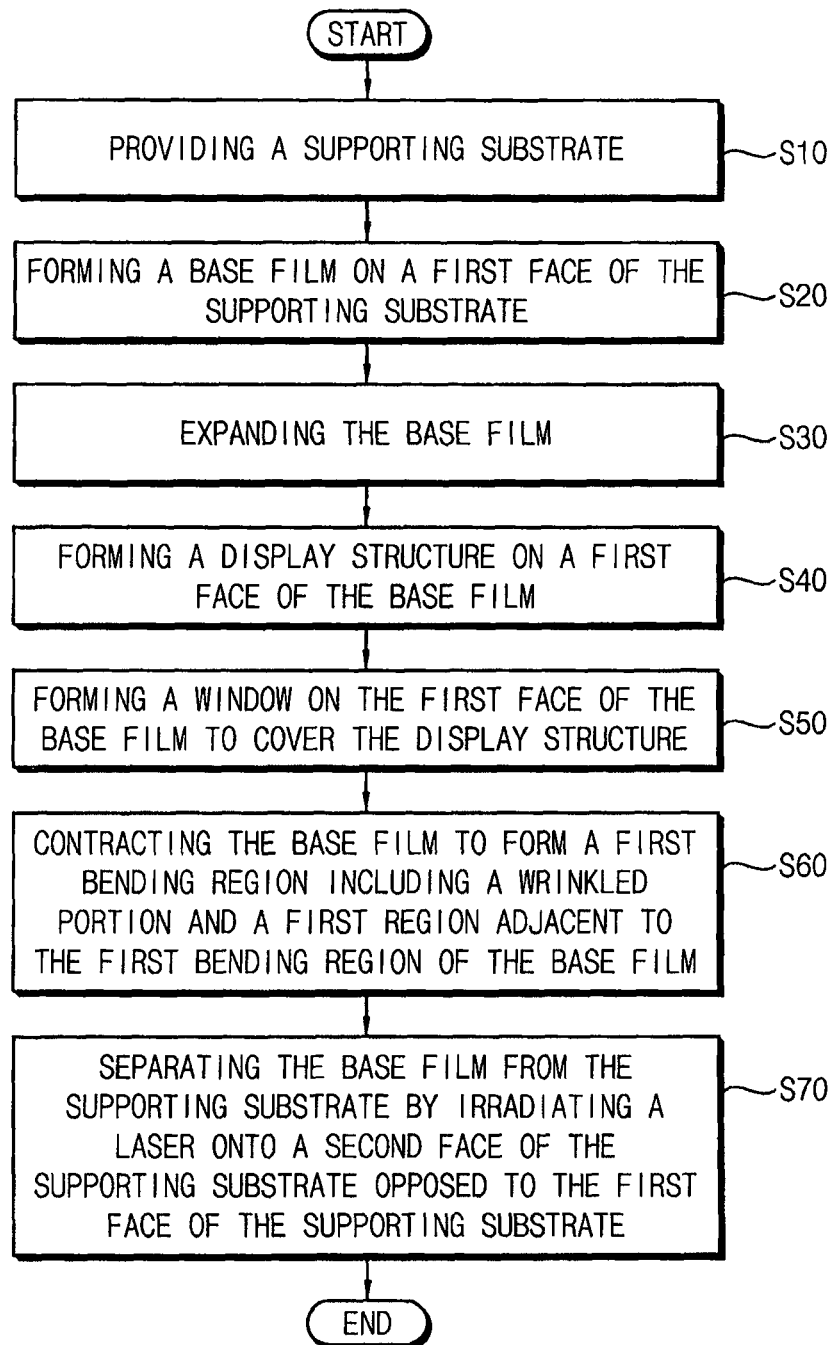 START
PROVIDING A SUPPORTING SUBSTRATE
S10
FORMING A BASE FILM ON A FIRST FACE OF THE
SUPPORTING SUBSTRATE
S20
EXPANDING THE BASE FILM
S30
FORMING A DISPLAY STRUCTURE ON A FIRST
FACE OF THE BASE FILM
S40
FORMING A WINDOW ON THE FIRST FACE OF THE
BASE FILM TO COVER THE DISPLAY STRUCTURE
S50
CONTRACTING THE BASE FILM TO FORM A FIRST
BENDING REGION INCLUDING A WRINKLED
PORTION AND A FIRST REGION ADJACENT TO
THE FIRST BENDING REGION OF THE BASE FILM
S60
SEPARATING THE BASE FILM FROM THE
SUPPORTING SUBSTRATE BY IRRADIATING A
LASER ONTO A SECOND FACE OF THE
SUPPORTING SUBSTRATE OPPOSED TO THE FIRST
FACE OF THE SUPPORTING SUBSTRATE
S70
END